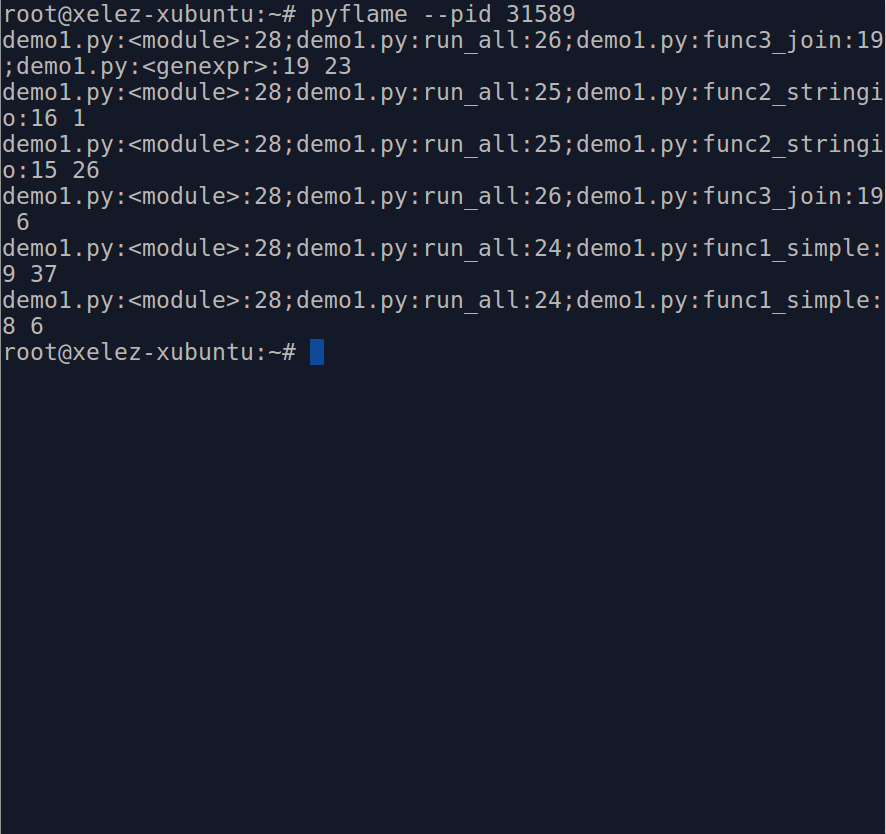 root@xelez-xubuntu:~# pyflame --pid 31589
demo1.py:<module>:28;demo1.py:run_all:26;demo1.py:func3_join:19
;demo1.py:<genexpr>:19 23
demo1.py:<module>:28;demo1.py:run_all:25;demo1.py:func2_stringi
o:16 1
demo1.py:<module>:28;demo1.py:run_all:25;demo1.py:func2_stringi
o:15 26
demo1.py:<module>:28;demo1.py:run_all:26;demo1.py:func3_join:19
 6
demo1.py:<module>:28;demo1.py:run_all:24;demo1.py:func1_simple:
9 37
demo1.py:<module>:28;demo1.py:run_all:24;demo1.py:func1_simple:
8 6
root@xelez-xubuntu:~#